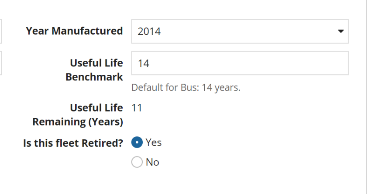 Year Manufactured 2014
Useful Life Benchmark 14
Default for Bus: 14 years.
Useful Life Remaining (Years) 11
Is this fleet Retired? Yes
No